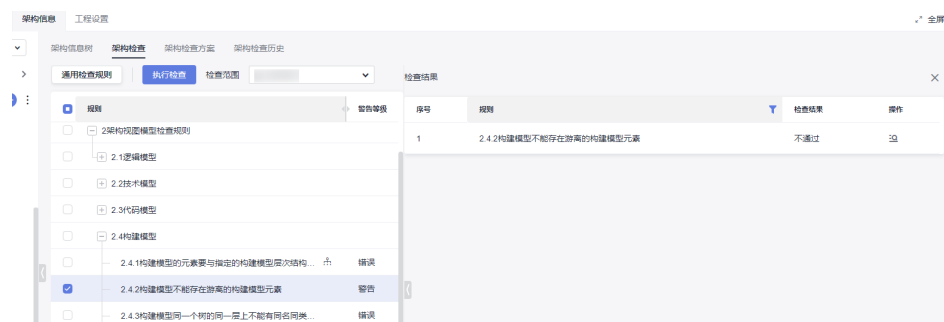 架构信息 工程设置 全屏
架构信息树 架构检查 架构检查方案 架构检查历史
通用检查规则 执行检查 检查范围
检查结果
规则 警告等级
序号 规则 检查结果 操作
2架构视图模型检查规则
1 2.4.2构建模型不能存在游离的构建模型元素 不通过
2.1逻辑模型
2.2技术模型
2.3代码模型
2.4构建模型
2.4.1构建模型的元素要与指定的构建模型层次结构... 错误
2.4.2构建模型不能存在游离的构建模型元素 警告
2.4.3构建模型同一个树的同一层上不能有同名同类... 错误